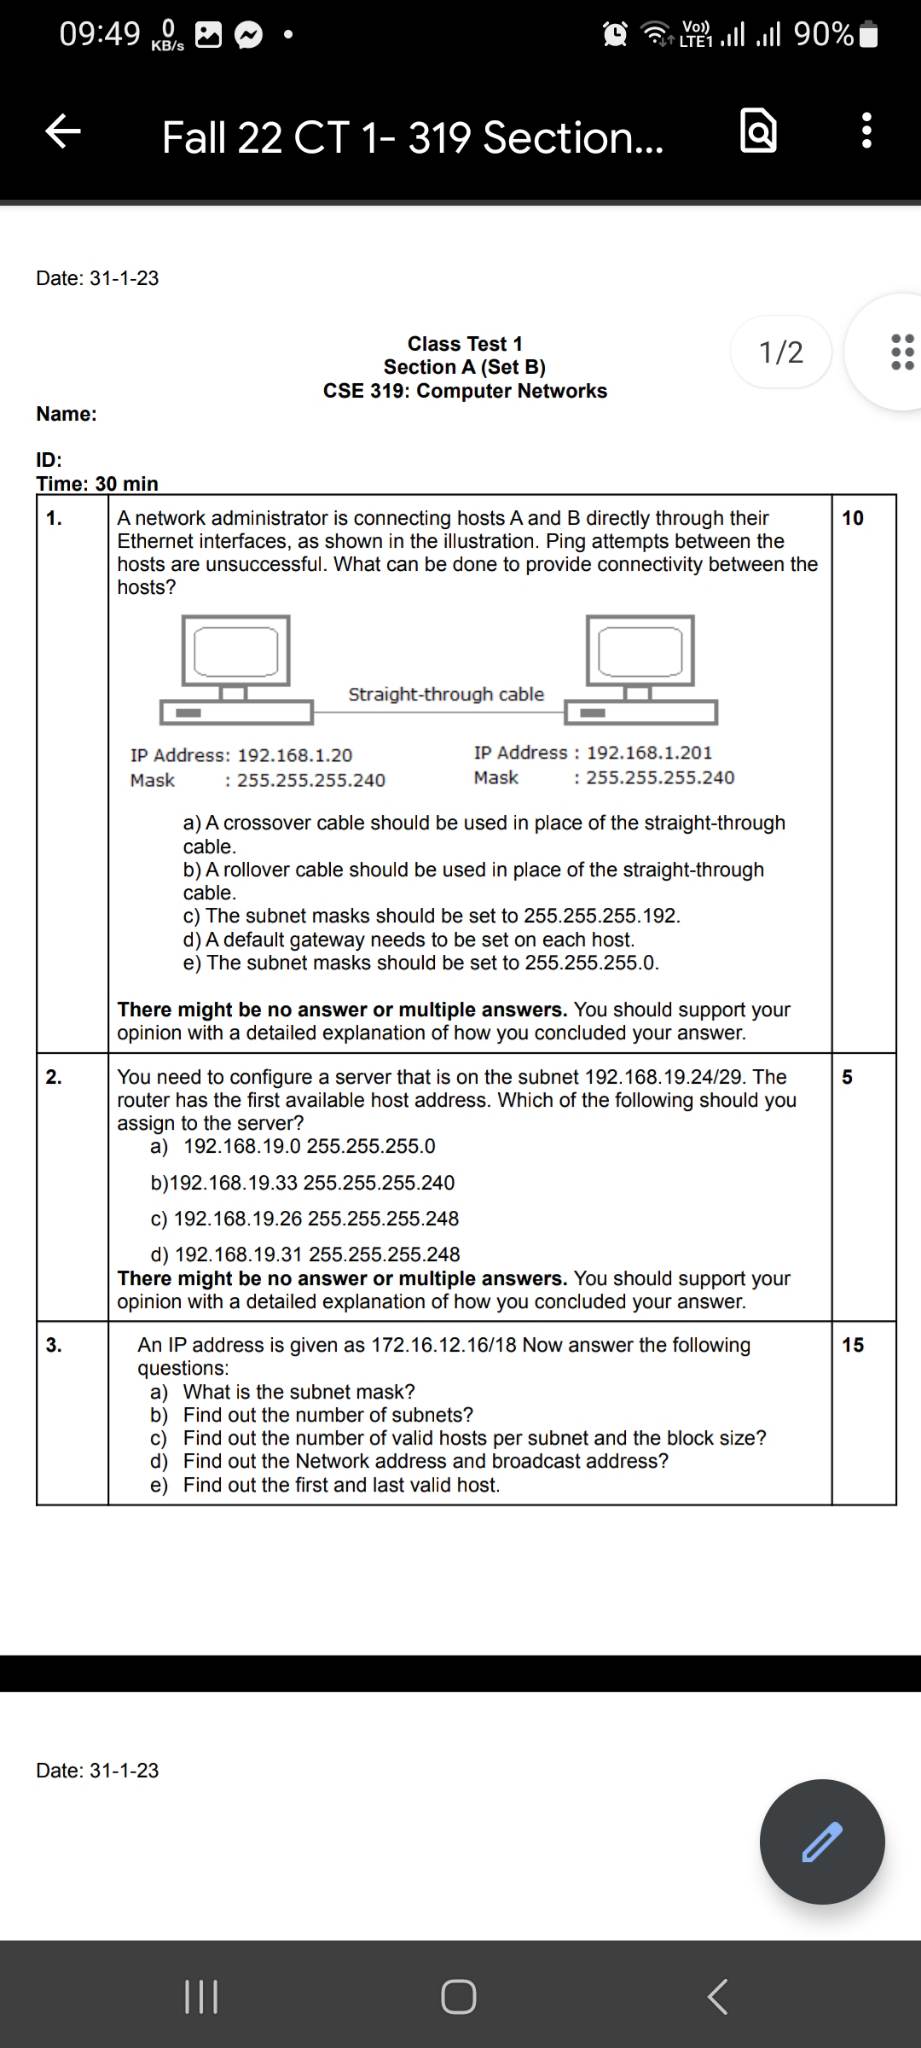 09:49 0 KB/s Vo)) LTE1 90%
Fall 22 CT 1- 319 Section...
Date: 31-1-23
Class Test 1
1/2
Section A (Set B)
CSE 319: Computer Networks
Name:
ID:
Time: 30 min
1. A network administrator is connecting hosts A and B directly through their 10
Ethernet interfaces, as shown in the illustration. Ping attempts between the
hosts are unsuccessful. What can be done to provide connectivity between the
hosts?
Straight-through cable
IP Address: 192.168.1.20 IP Address : 192.168.1.201
Mask : 255.255.255.240 Mask : 255.255.255.240
a) A crossover cable should be used in place of the straight-through
cable.
b) A rollover cable should be used in place of the straight-through
cable.
c) The subnet masks should be set to 255.255.255.192.
d) A default gateway needs to be set on each host.
e) The subnet masks should be set to 255.255.255.0.
There might be no answer or multiple answers. You should support your
opinion with a detailed explanation of how you concluded your answer.
2. You need to configure a server that is on the subnet 192.168.19.24/29. The 5
router has the first available host address. Which of the following should you
assign to the server?
a) 192.168.19.0 255.255.255.0
b)192.168.19.33 255.255.255.240
c) 192.168.19.26 255.255.255.248
d) 192.168.19.31 255.255.255.248
There might be no answer or multiple answers. You should support your
opinion with a detailed explanation of how you concluded your answer.
3. An IP address is given as 172.16.12.16/18 Now answer the following 15
questions:
a) What is the subnet mask?
b) Find out the number of subnets?
c) Find out the number of valid hosts per subnet and the block size?
d) Find out the Network address and broadcast address?
e) Find out the first and last valid host.
Date: 31-1-23